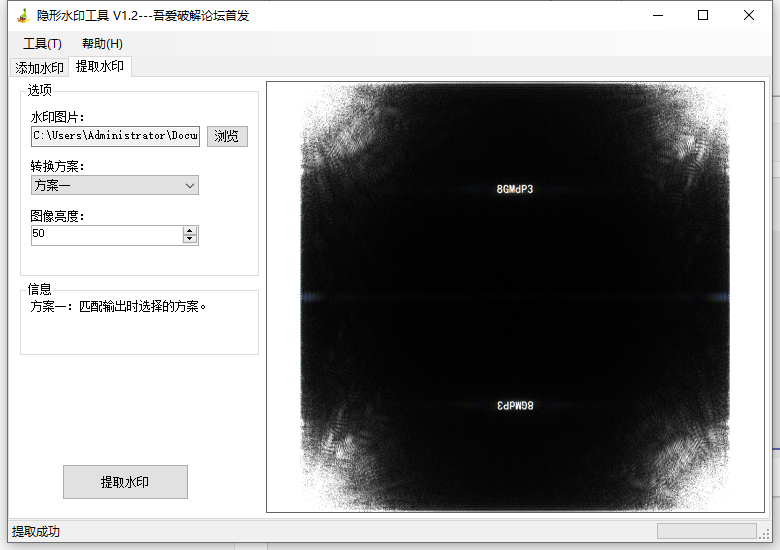 隐形水印工具 V1.2---吾爱破解论坛首发
工具(T) 帮助(H)
添加水印 提取水印
选项
水印图片：
C:\Users\Administrator\Docu 浏览
转换方案：
方案一
图像亮度：
50
信息
方案一：匹配输出时选择的方案。
提取水印
8GMdP3
8GMdP3
提取成功